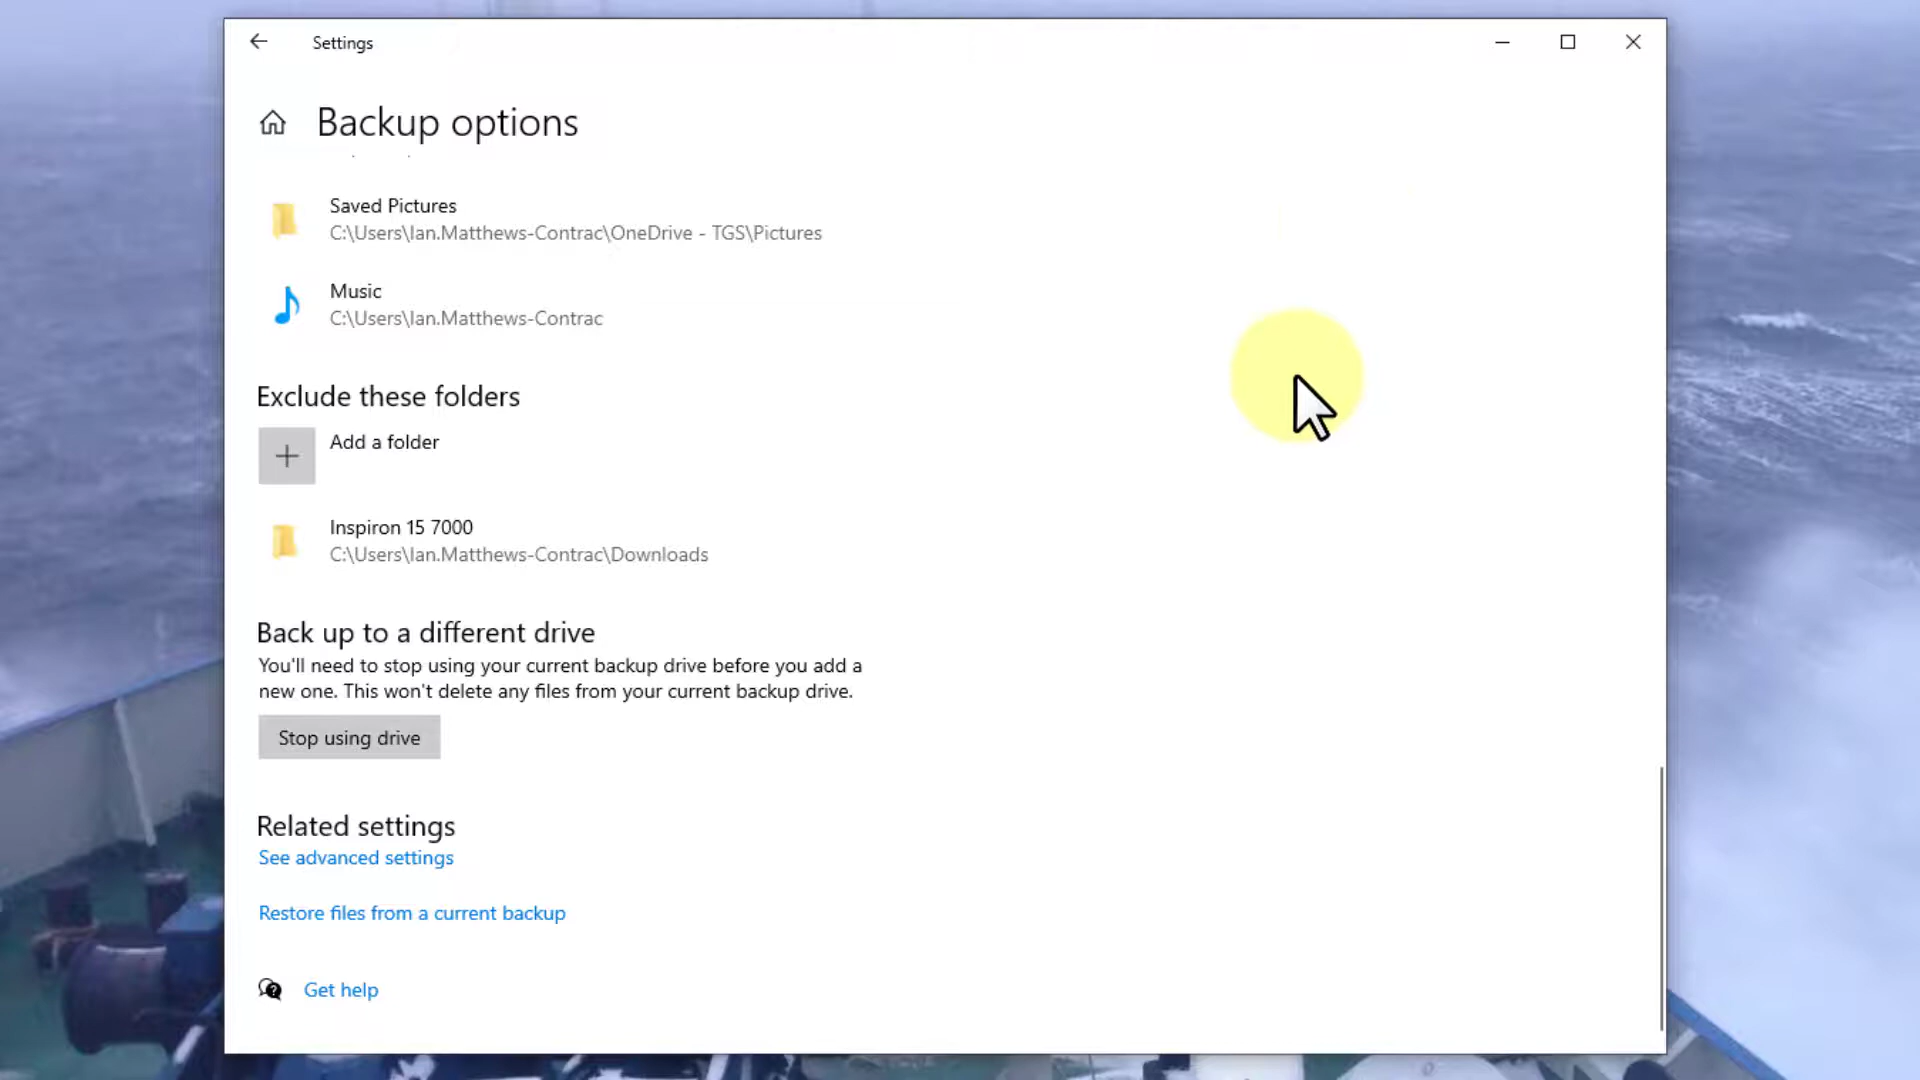 Settings
Backup options
Saved Pictures
C:\Users\Ian.Matthews-Contrac\OneDrive - TGS\Pictures
Music
C:\Users\Ian.Matthews-Contrac
Exclude these folders
Add a folder
Inspiron 15 7000
C:\Users\Ian.Matthews-Contrac\Downloads
Back up to a different drive
You'll need to stop using your current backup drive before you add a
new one. This won't delete any files from your current backup drive.
Stop using drive
Related settings
See advanced settings
Restore files from a current backup
Get help